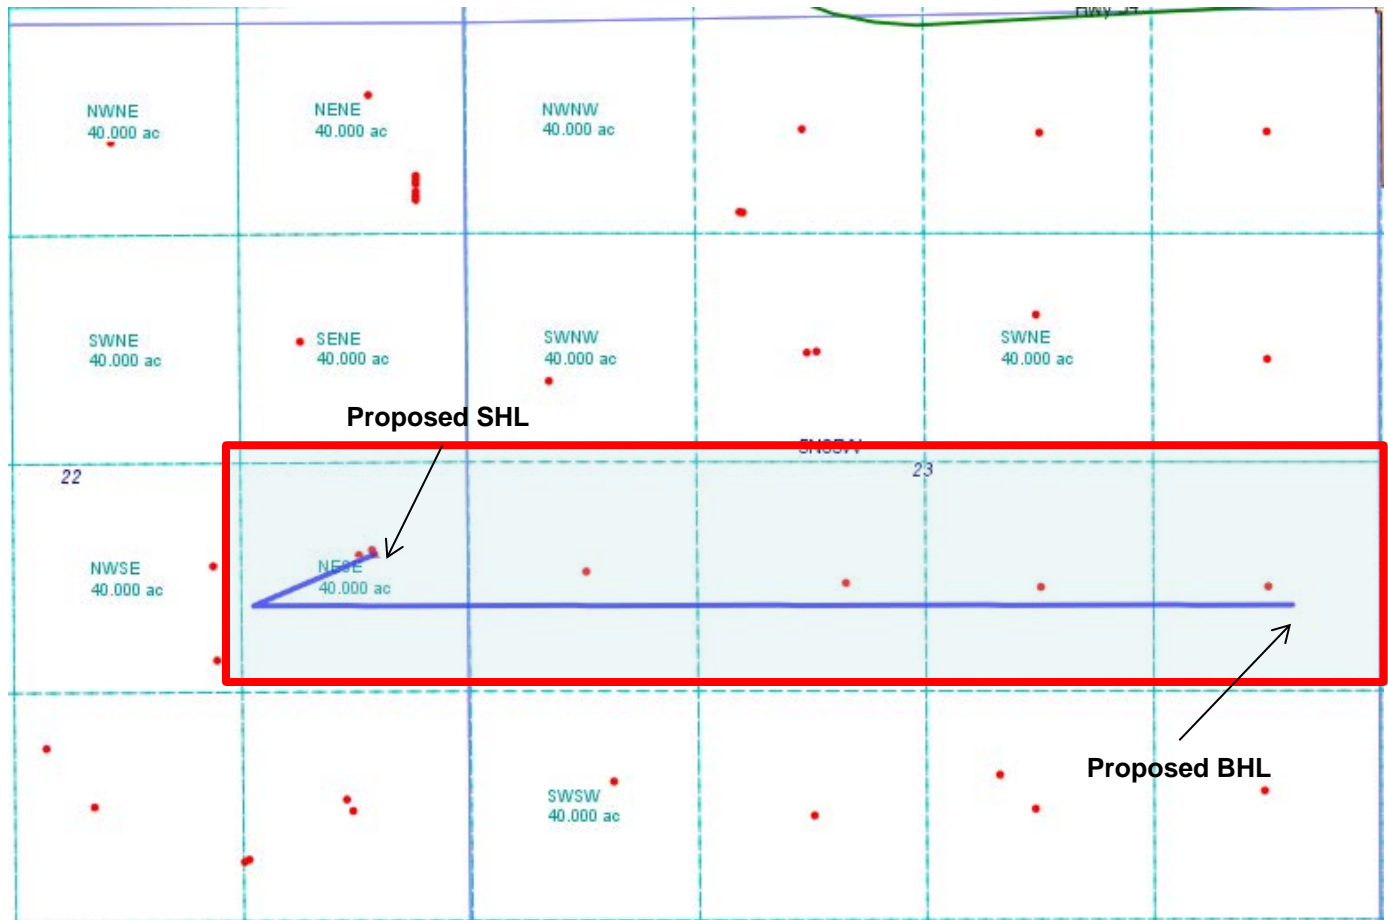 NWNE
40.000 ac
NENE
40.000 ac
NWNW
40.000 ac
SWNE
40.000 ac
SENE
40.000 ac
SWNW
40.000 ac
SWNE
40.000 ac
Proposed SHL
22
23
NWSE
40.000 ac
NESE
40.000 ac
Proposed BHL
SWSW
40.000 ac